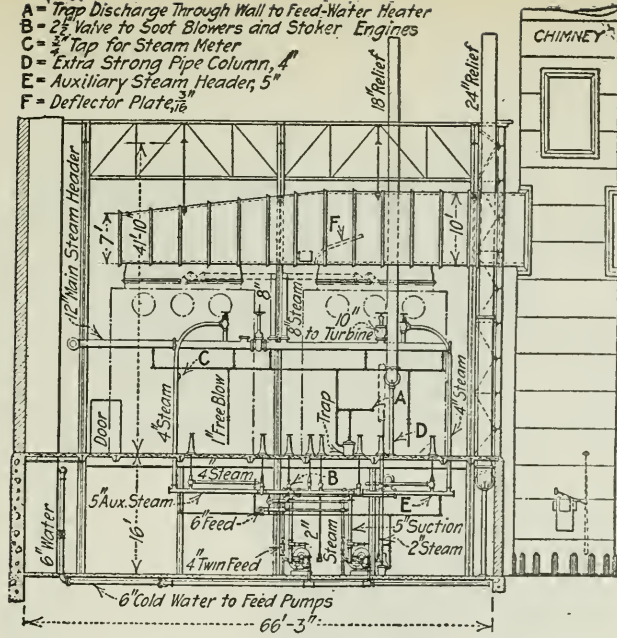 A = Trap Discharge Through Wall to Feed-Water Heater
B = 2½" Valve to Soot Blowers and Stoker Engines
C = ¾" Tap for Steam Meter
D = Extra Strong Pipe Column, 4"
E = Auxiliary Steam Header, 5"
F = Deflector Plate, 3/16"
18" Relief
24" Relief
CHIMNEY
12" Main Steam Header
7'
41'-10"
F
10'
8"
8" Steam
10"
to Turbine
C
4" Steam
1" Free Blow
Door
Trap
A
D
4" Steam
4" Steam
B
5" Aux. Steam
E
6" Feed
6" Water
16'
2"
Steam
5" Suction
2" Steam
4" Twin Feed
6" Cold Water to Feed Pumps
66'-3"